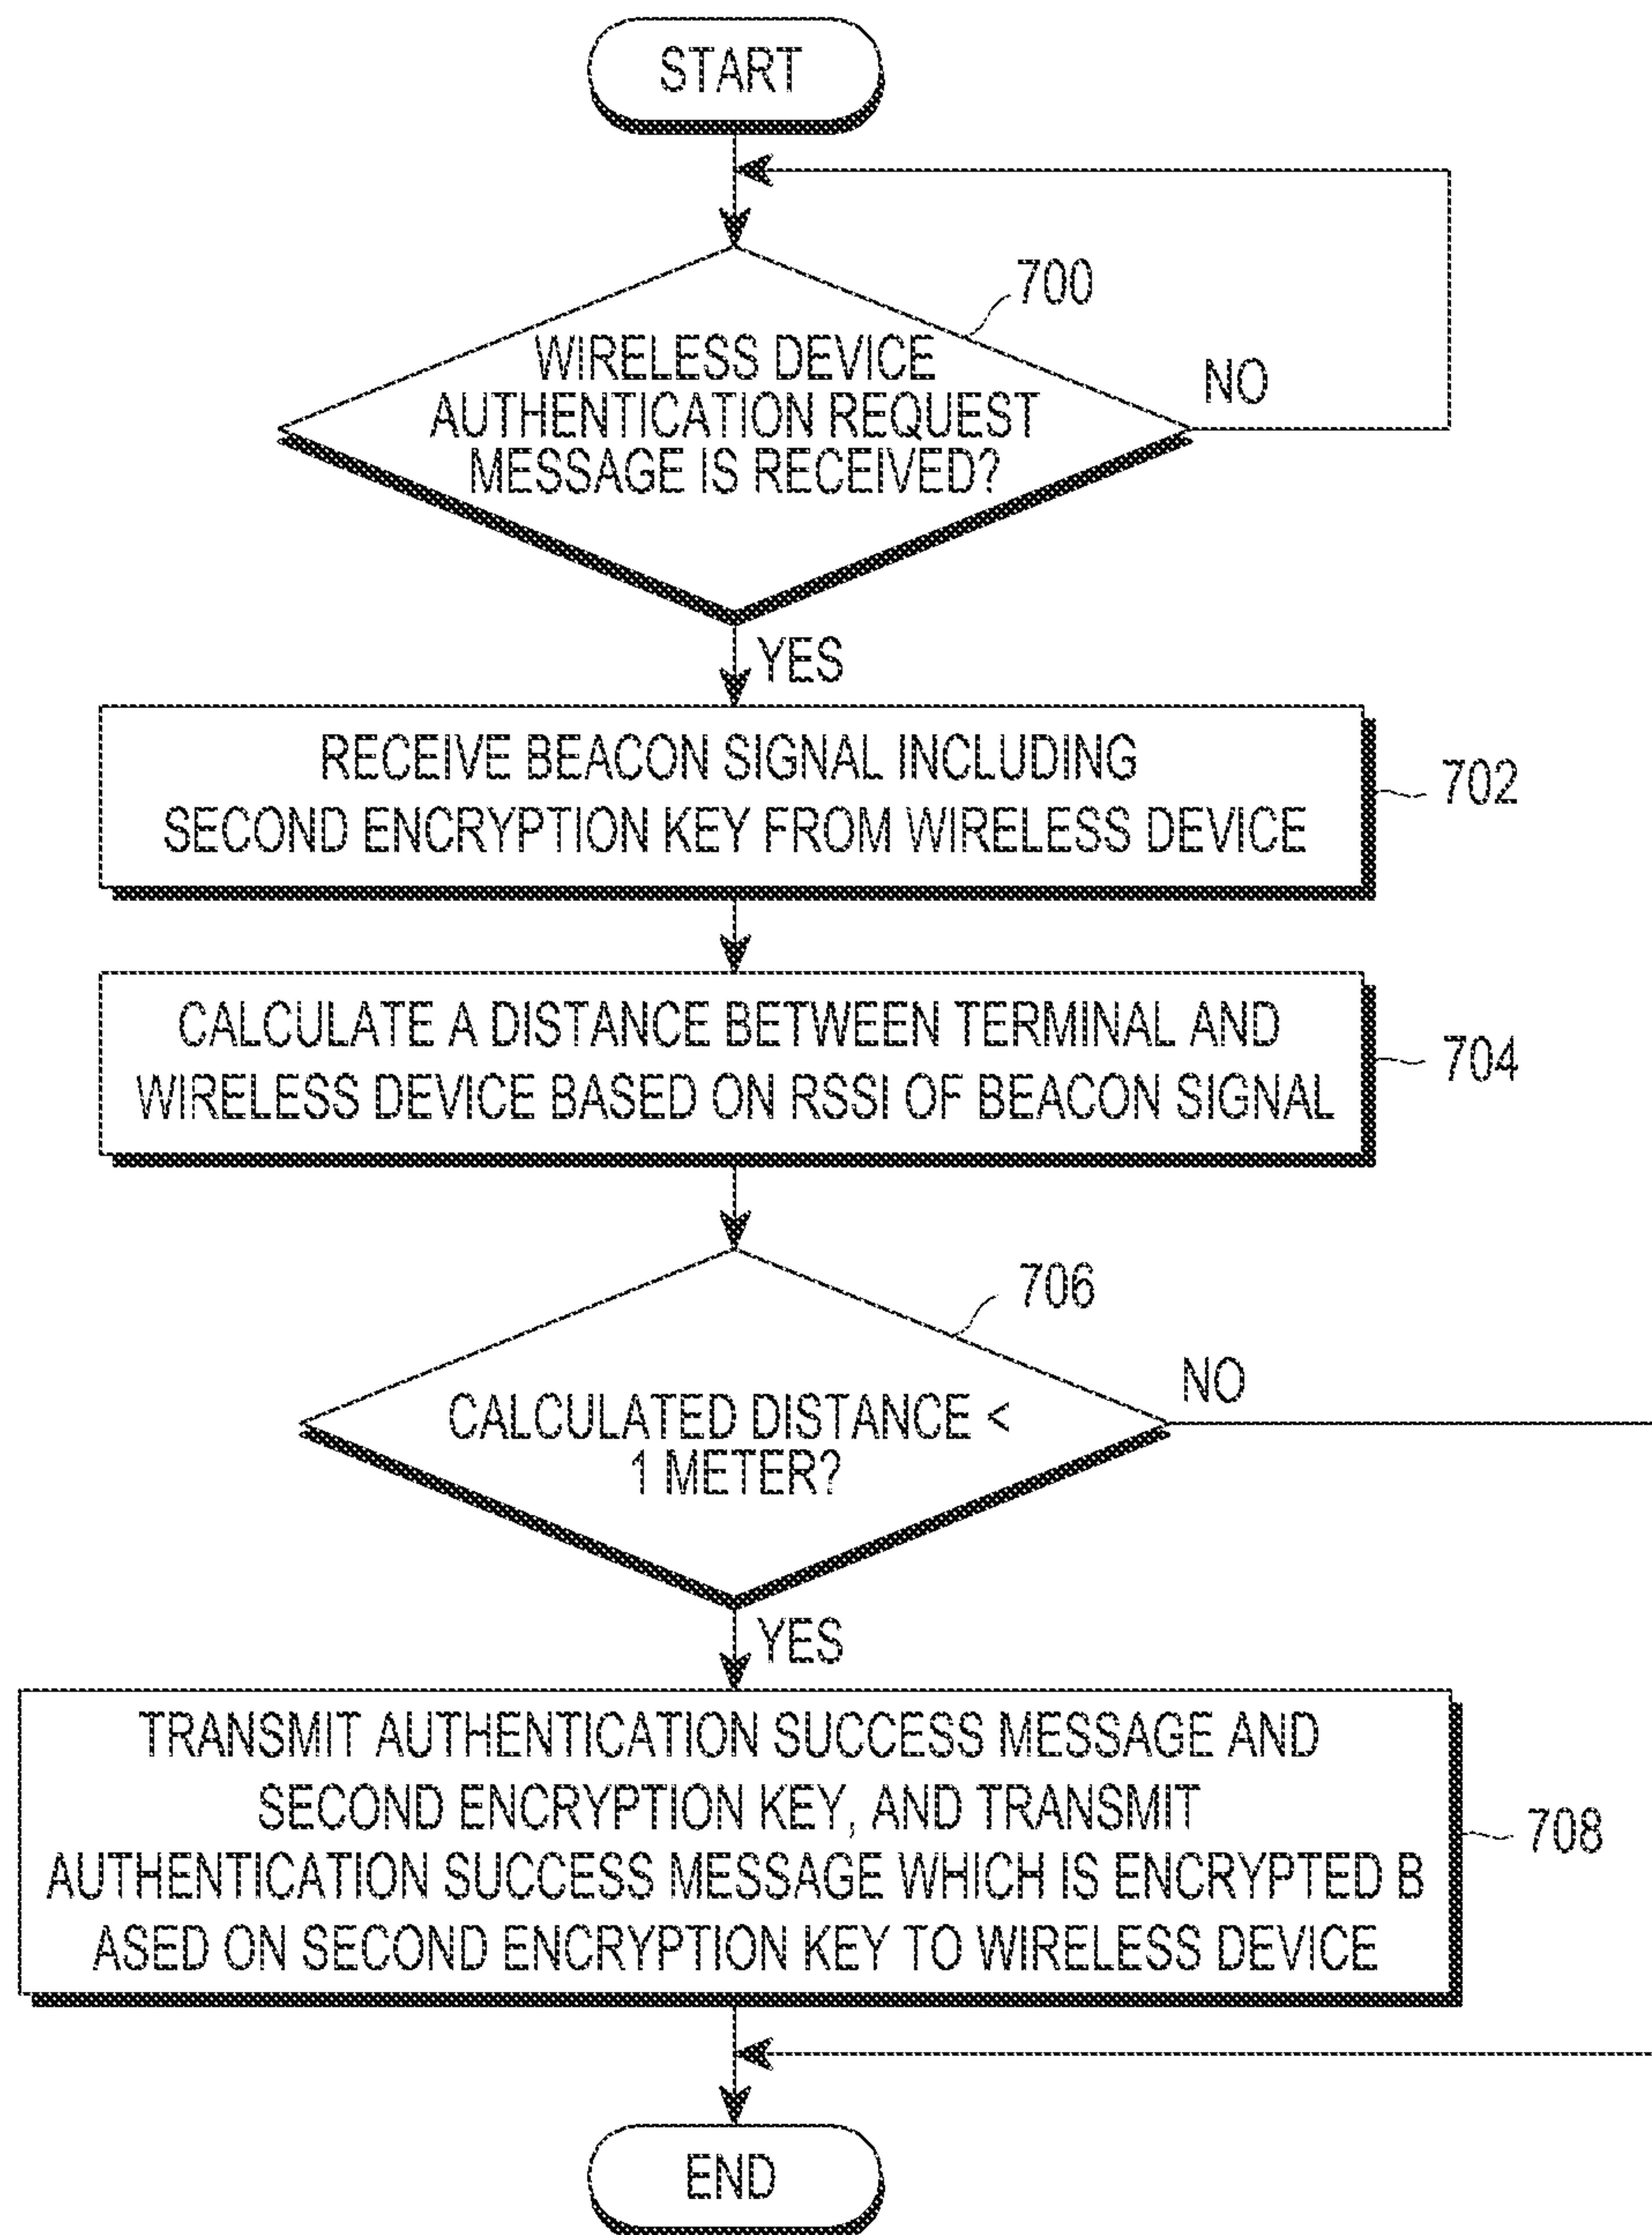 START
700
WIRELESS DEVICE
AUTHENTICATION REQUEST
MESSAGE IS RECEIVED?
NO
YES
RECEIVE BEACON SIGNAL INCLUDING
SECOND ENCRYPTION KEY FROM WIRELESS DEVICE
702
CALCULATE A DISTANCE BETWEEN TERMINAL AND
WIRELESS DEVICE BASED ON RSSI OF BEACON SIGNAL
704
706
CALCULATED DISTANCE <
1 METER?
NO
YES
TRANSMIT AUTHENTICATION SUCCESS MESSAGE AND
SECOND ENCRYPTION KEY, AND TRANSMIT
AUTHENTICATION SUCCESS MESSAGE WHICH IS ENCRYPTED B
ASED ON SECOND ENCRYPTION KEY TO WIRELESS DEVICE
708
END